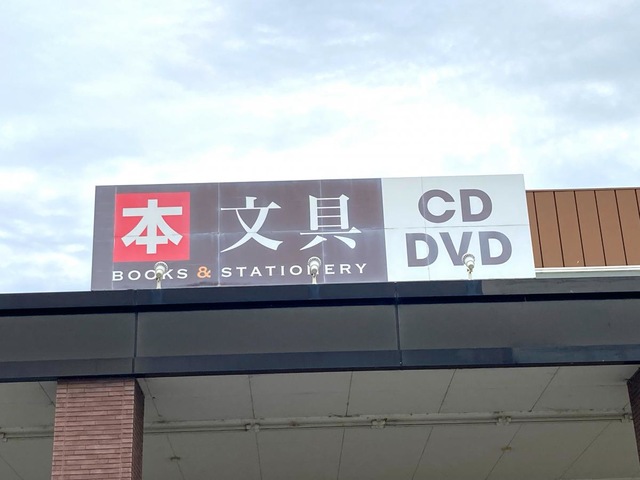 本 文具
BOOKS & STATIONERY
CD
DVD